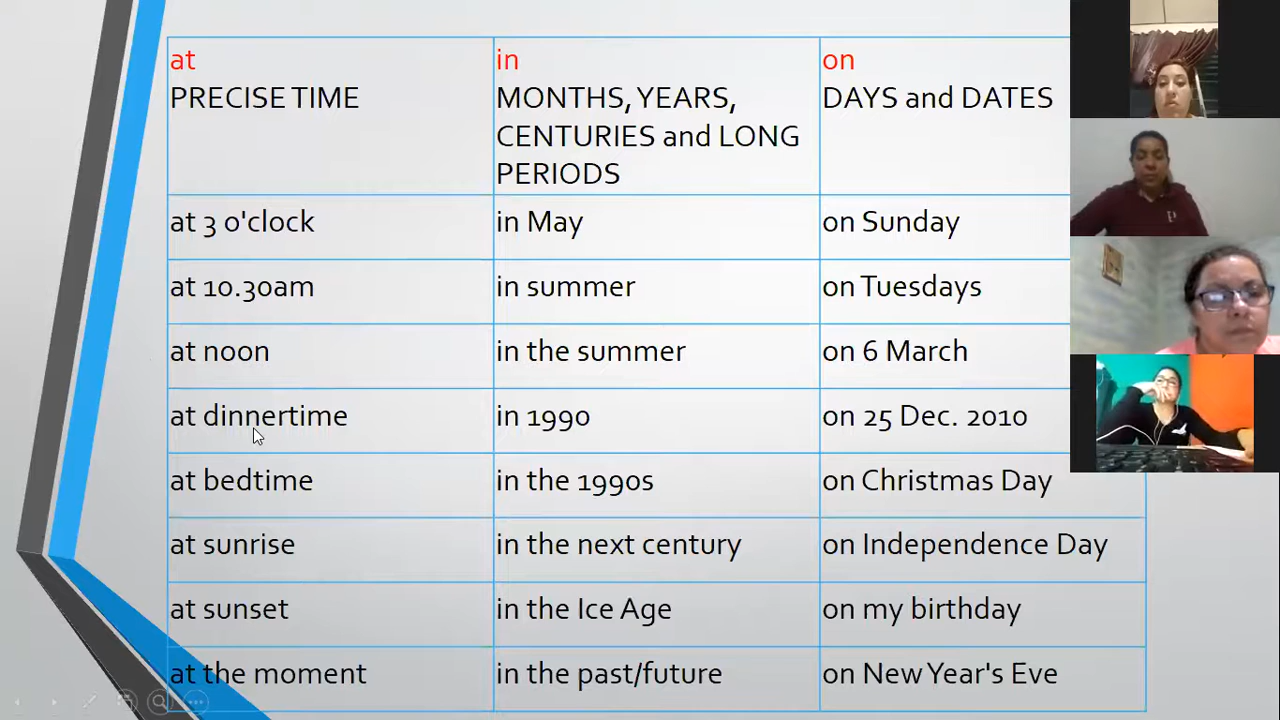 at
PRECISE TIME
in
MONTHS, YEARS,
CENTURIES and LONG
PERIODS
on
DAYS and DATES
at 3 o'clock
in May
on Sunday
at 10.30am
in summer
on Tuesdays
at noon
in the summer
on 6 March
at dinnertime
in 1990
on 25 Dec. 2010
at bedtime
in the 1990s
on Christmas Day
at sunrise
in the next century
on Independence Day
at sunset
in the Ice Age
on my birthday
at the moment
in the past/future
on New Year's Eve